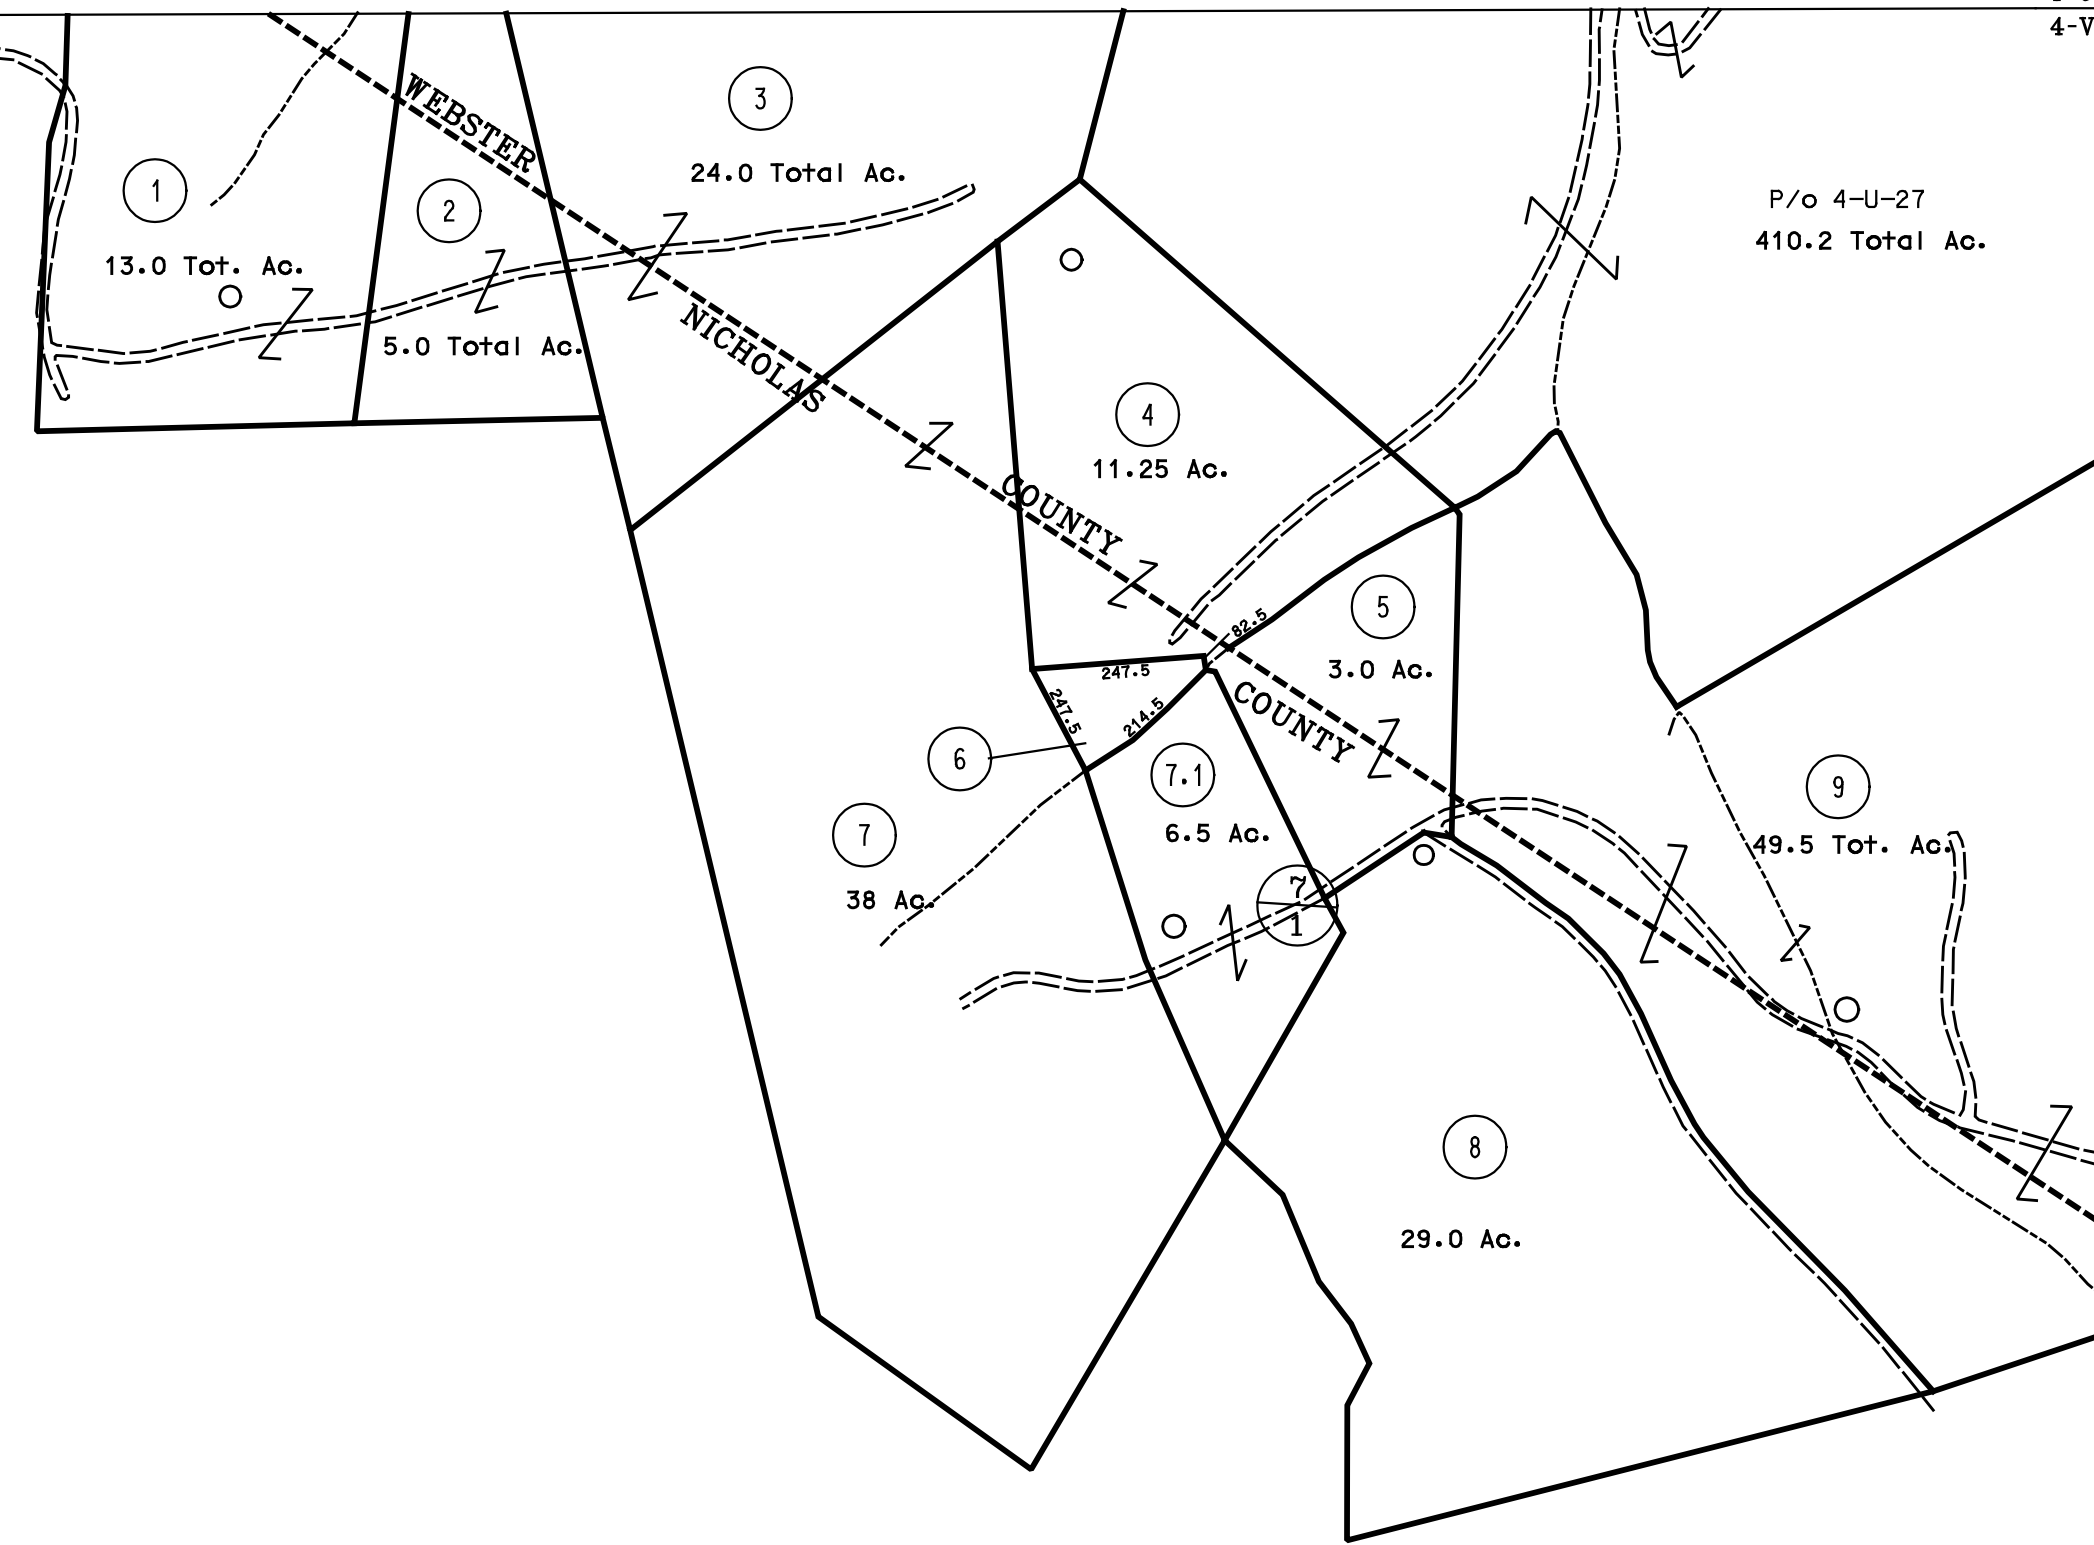 4-V
WEBSTER
3
24.0 Total Ac.
1
2
13.0 Tot. Ac.
5.0 Total Ac.
P/o 4-U-27
410.2 Total Ac.
NICHOLAS
4
11.25 Ac.
COUNTY
5
3.0 Ac.
82.5
247.5
247.5
214.5
COUNTY
6
7.1
6.5 Ac.
7
38 Ac.
9
49.5 Tot. Ac.
7
1
8
29.0 Ac.